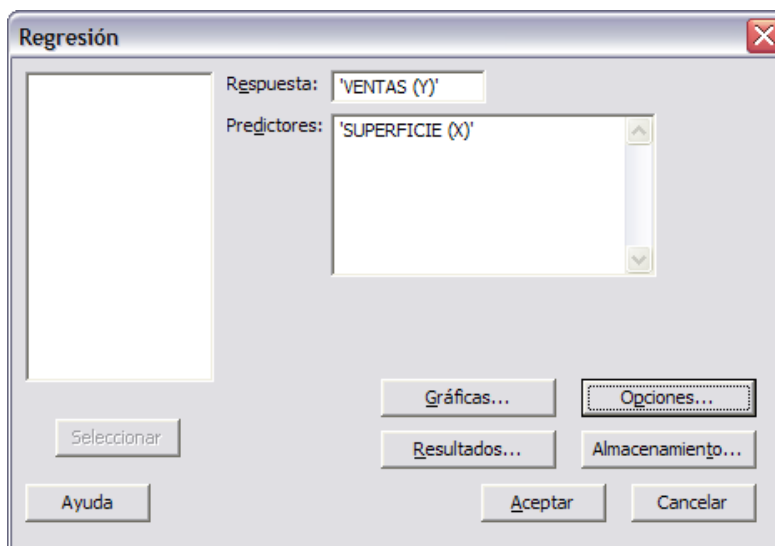 Regresión
Respuesta: 'VENTAS (Y)'
Predictores: 'SUPERFICIE (X)'
Gráficas... Opciones...
Seleccionar
Resultados... Almacenamiento...
Ayuda Aceptar Cancelar